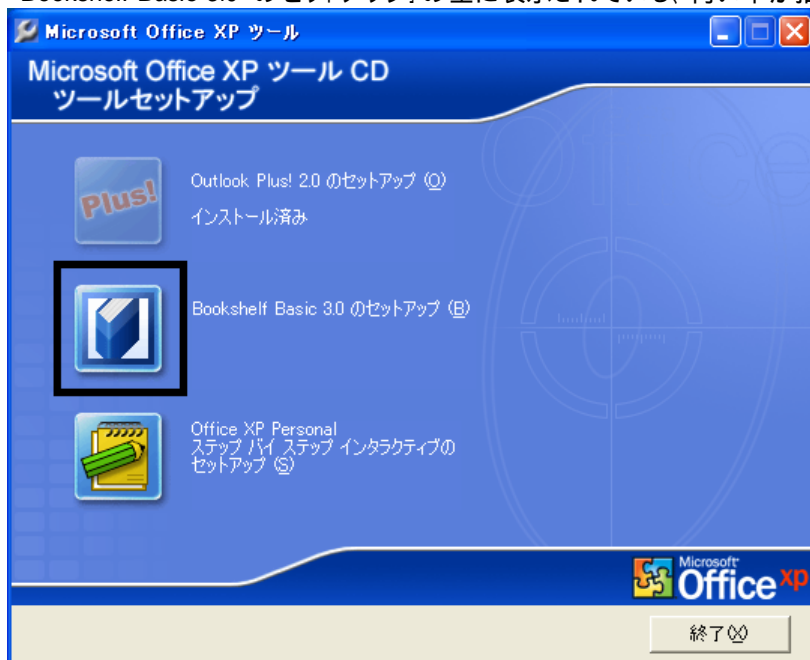 Microsoft Office XP ツール
Microsoft Office XP ツール CD
ツールセットアップ
Plus!
Outlook Plus! 2.0 のセットアップ (O)
インストール済み
Bookshelf Basic 3.0 のセットアップ (B)
Office XP Personal
ステップ バイ ステップ インタラクティブの
セットアップ (S)
Microsoft
Office xp
終了(X)